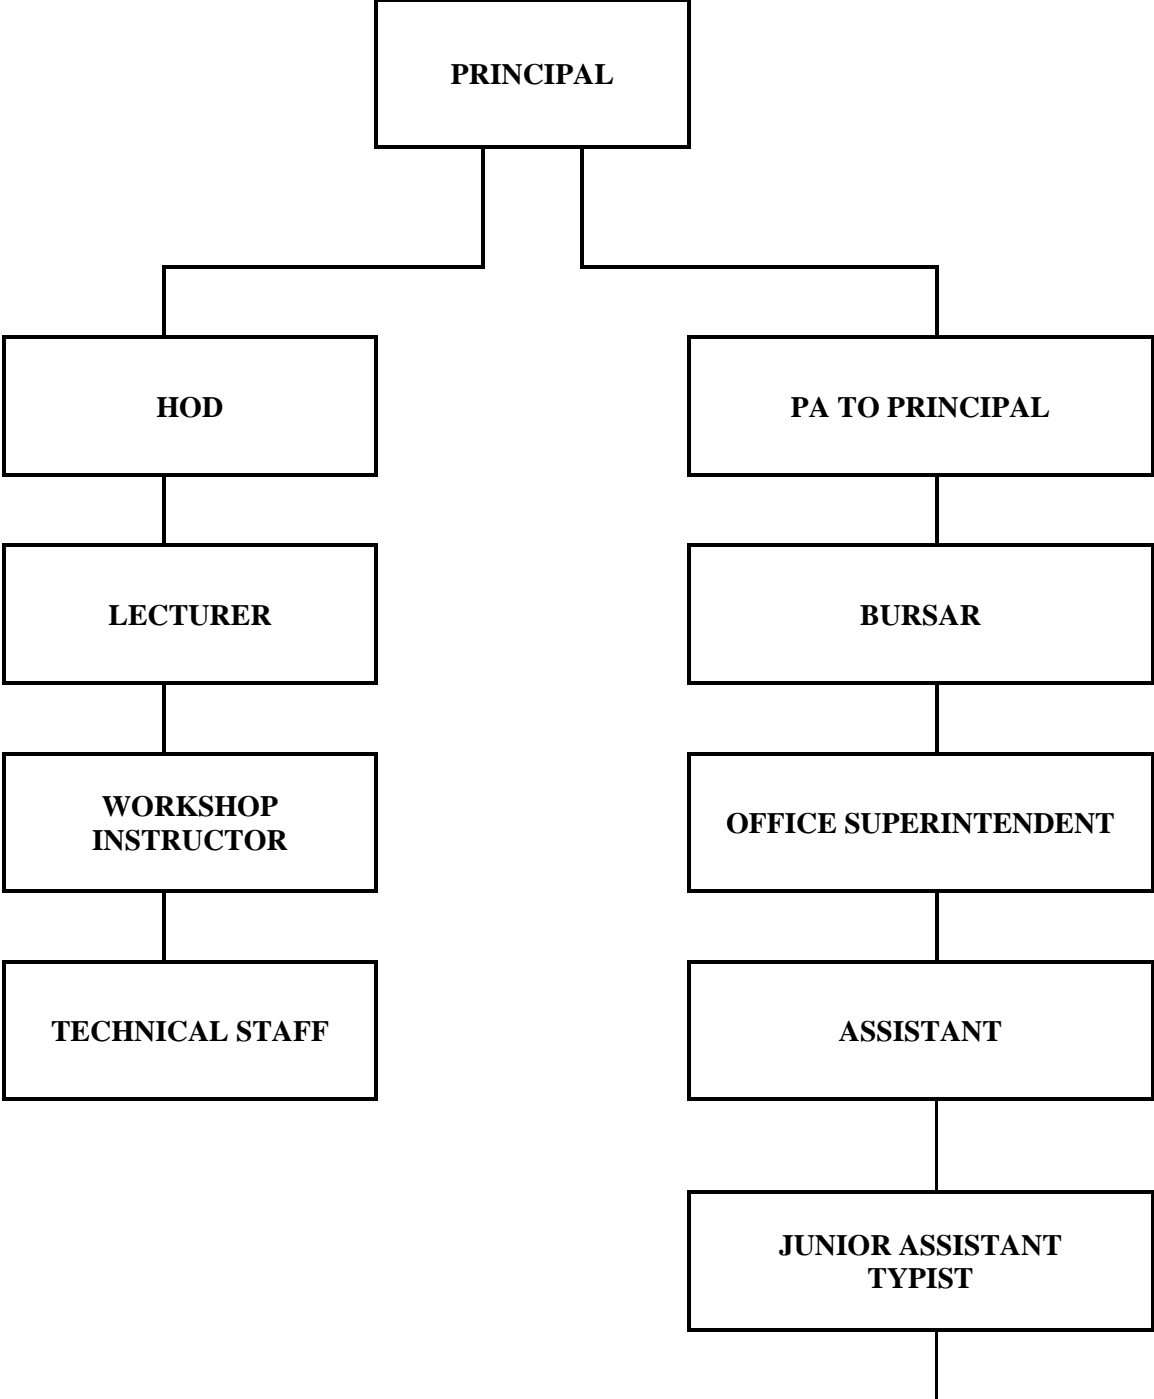 PRINCIPAL
HOD
PA TO PRINCIPAL
LECTURER
BURSAR
WORKSHOP
INSTRUCTOR
OFFICE SUPERINTENDENT
TECHNICAL STAFF
ASSISTANT
JUNIOR ASSISTANT
TYPIST